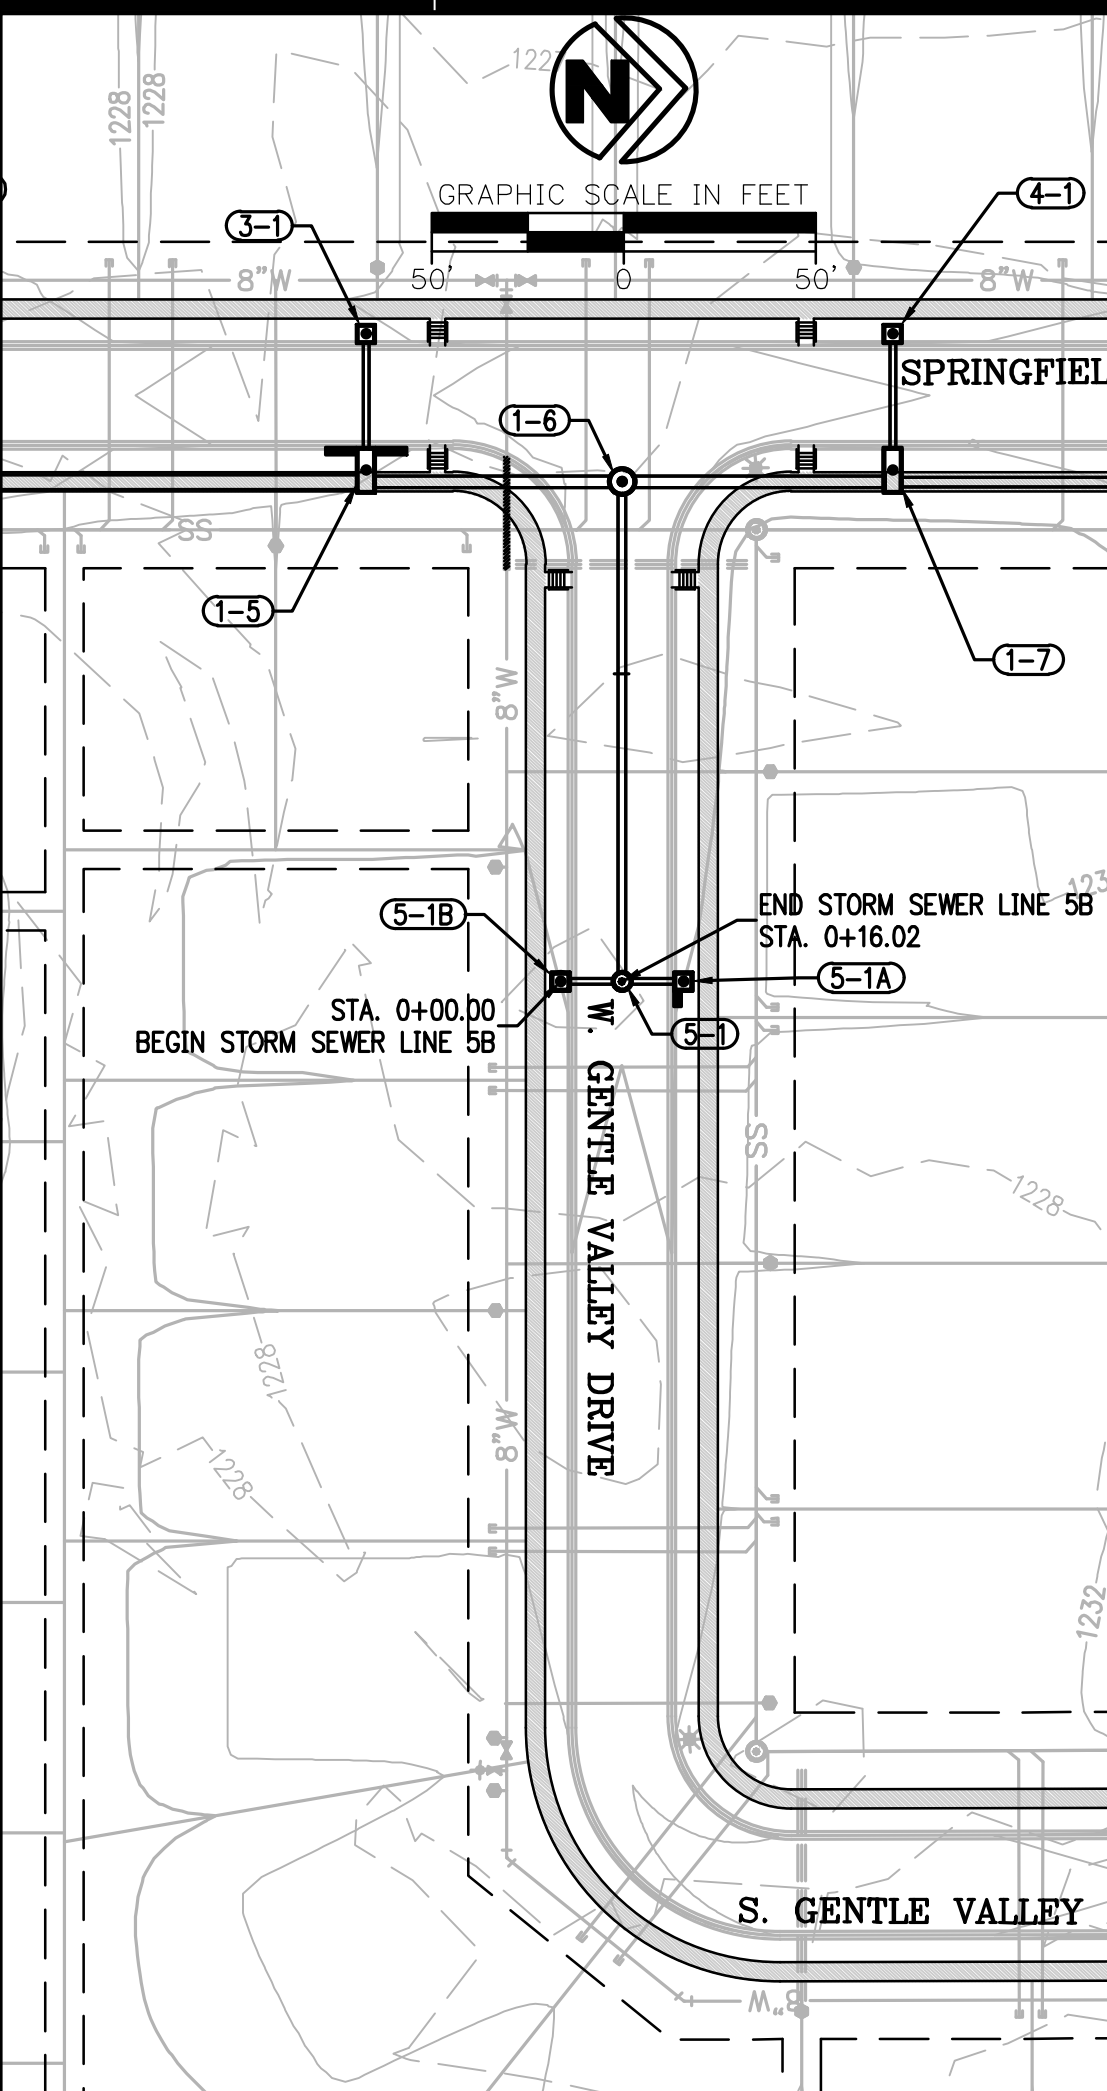 1227
1228
1228
N
GRAPHIC SCALE IN FEET
50'
0
50'
3-1
4-1
8"W
8"W
SPRINGFIEL
1-6
SS
1-5
1-7
8"W
5-1B
END STORM SEWER LINE 5B
STA. 0+16.02
123
5-1A
STA. 0+00.00
BEGIN STORM SEWER LINE 5B
5-1
W. GENTLE VALLEY DRIVE
SS
1228
1228
8"W
1228
1232
S. GENTLE VALLEY
8"W